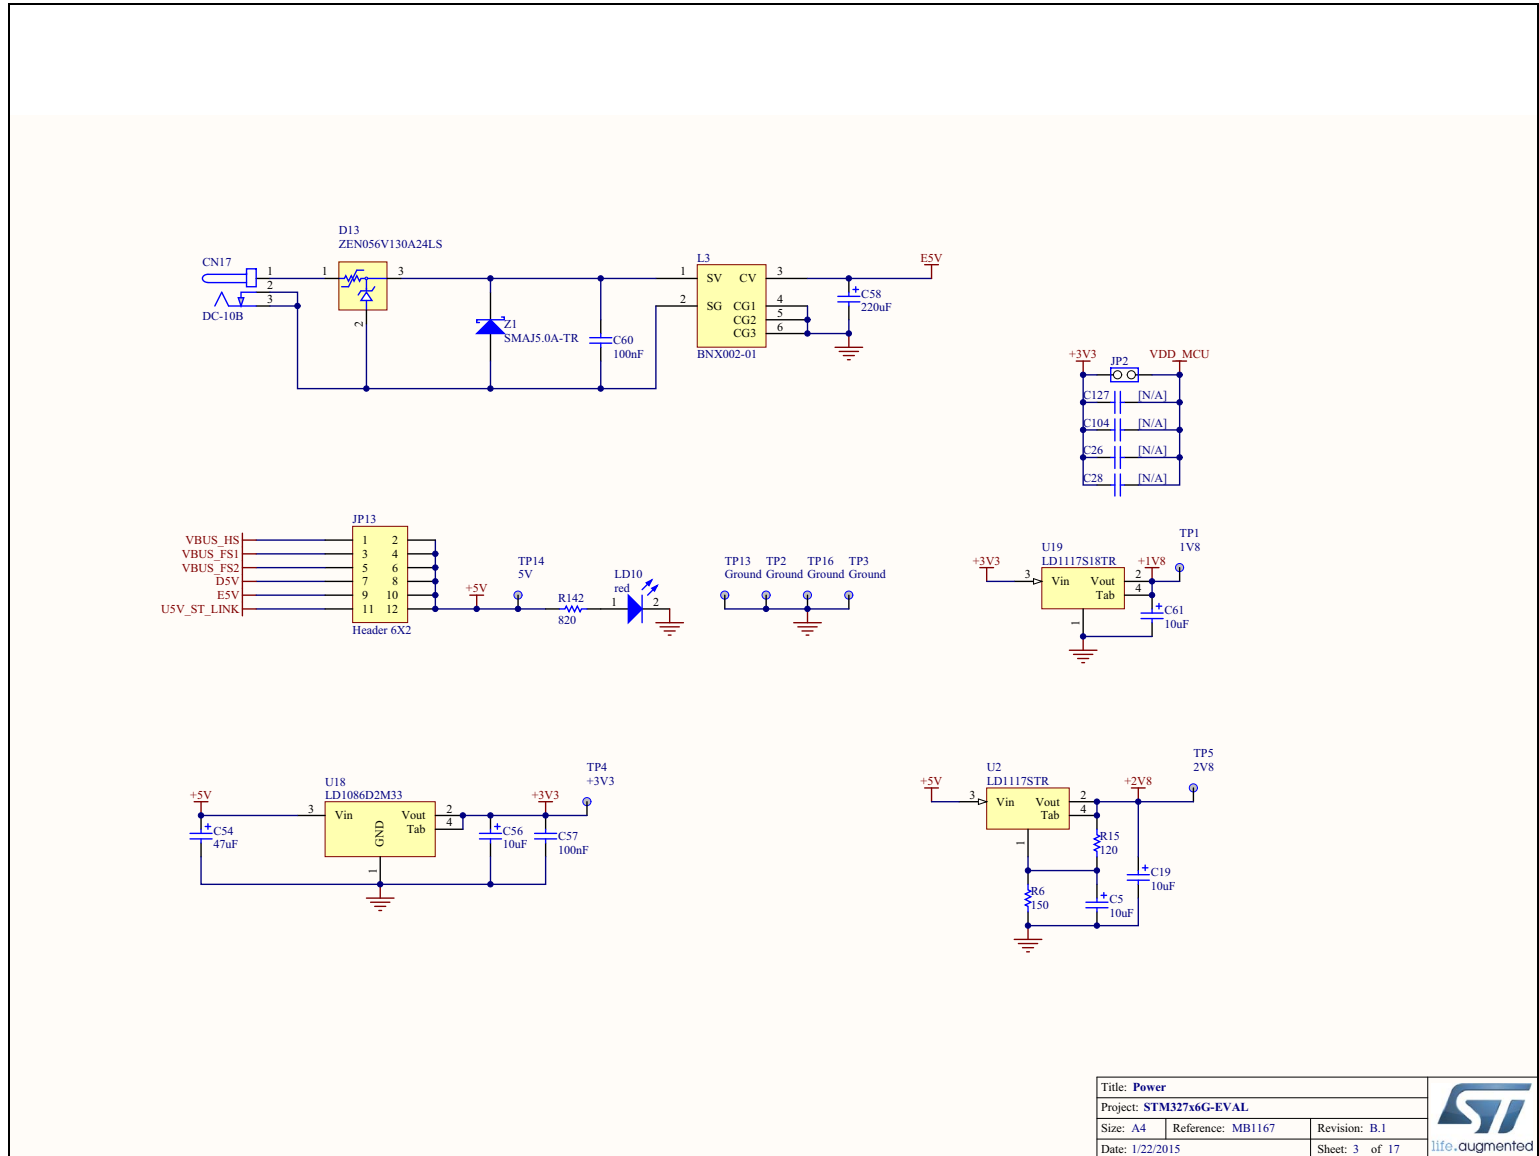 D13
ZEN056V130A24LS
CN17
1
2
3
DC-10B
1
3
2
Z1
SMAJ5.0A-TR
C60
100nF
L3
1
2
SV
SG
CV
CG1
CG2
CG3
3
4
5
6
BNX002-01
+
C58
220uF
E5V
+3V3
JP2
VDD_MCU
C127
[N/A]
C104
[N/A]
C26
[N/A]
C28
[N/A]
JP13
VBUS_HS
1
2
VBUS_FS1
3
4
VBUS_FS2
5
6
D5V
7
8
E5V
9
10
U5V_ST_LINK
11
12
Header 6X2
+5V
TP14
5V
R142
820
LD10
red
1
2
TP13
Ground
TP2
Ground
TP16
Ground
TP3
Ground
+3V3
U19
LD1117S18TR
3
Vin
Vout
Tab
2
4
1
+1V8
TP1
1V8
+
C61
10uF
+5V
+
C54
47uF
U18
LD1086D2M33
3
Vin
Vout
Tab
GND
2
4
1
+
C56
10uF
+3V3
C57
100nF
TP4
+3V3
+5V
U2
LD1117STR
3
Vin
Vout
Tab
2
4
1
R15
120
R6
150
+
C5
10uF
+2V8
+
C19
10uF
TP5
2V8
Title: Power
Project: STM327x6G-EVAL
Size: A4
Reference: MB1167
Revision: B.1
Date: 1/22/2015
Sheet: 3 of 17
ST
life.augmented